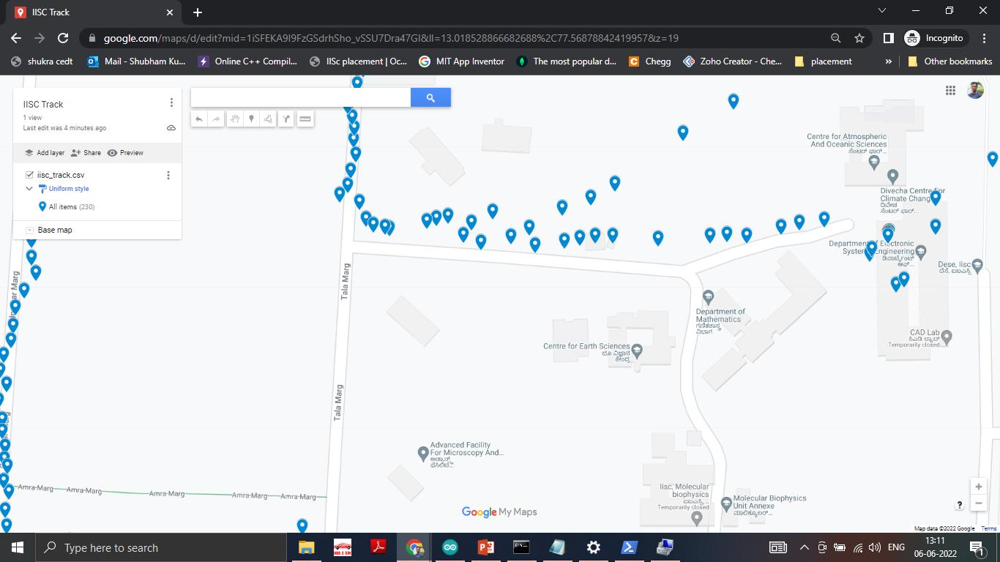 IISC Track
google.com/maps/d/edit?mid=1iSFEKA9I9FzGSdrhSho_vSSU7Dra47GI&ll=13.018528866682688%2C77.56878842419957&z=19
Incognito
shukra cedt
Mail - Shubham Ku...
Online C++ Compil...
IISc placement | Oc...
MIT App Inventor
The most popular d...
Chegg
Zoho Creator - Che...
placement
»
Other bookmarks
IISC Track
1 view
Last edit was 4 minutes ago
Add layer
Share
Preview
iisc_track.csv
Uniform style
All items (230)
Base map
Centre for Atmospheric
And Oceanic Sciences
ಸೆಂಟರ್ ಫಾರ್...
Divecha Centre For
Climate Change
ದಿವೇಚ
ಸೆಂಟರ್ ಫಾರ್...
Department of Electronic
System Engineering
ಡಿಪಾರ್ಟ್ಮೆಂಟ್
ಆಫ್...
Dese, Iisc
ದೆಸೆ, ಐಐಎಸ್ಸಿ
Tala Marg
Department of
Mathematics
ಗಣಿತಶಾಸ್ತ್ರ
ವಿಭಾಗ
Centre for Earth Sciences
ಭೂ ವಿಜ್ಞಾನ
ಕೇಂದ್ರ
CAD Lab
ಸಿಎಡಿ ಲ್ಯಾಬ್
Temporarily closed
Tala Marg
Advanced Facility
For Microscopy And...
Amra-Marg
Amra-Marg
Amra-Marg
Amra-Marg
Amra-Marg
Iisc, Molecular
biophysics
ಐಐಎಸ್ಸಿ,...
Temporarily closed
Molecular Biophysics
Unit Annexe
ಮಾಲಿಕ್ಯೂಲರ್...
Google My Maps
+
−
?
Map data ©2022 Google
Terms
Type here to search
ENG
13:11
06-06-2022
1